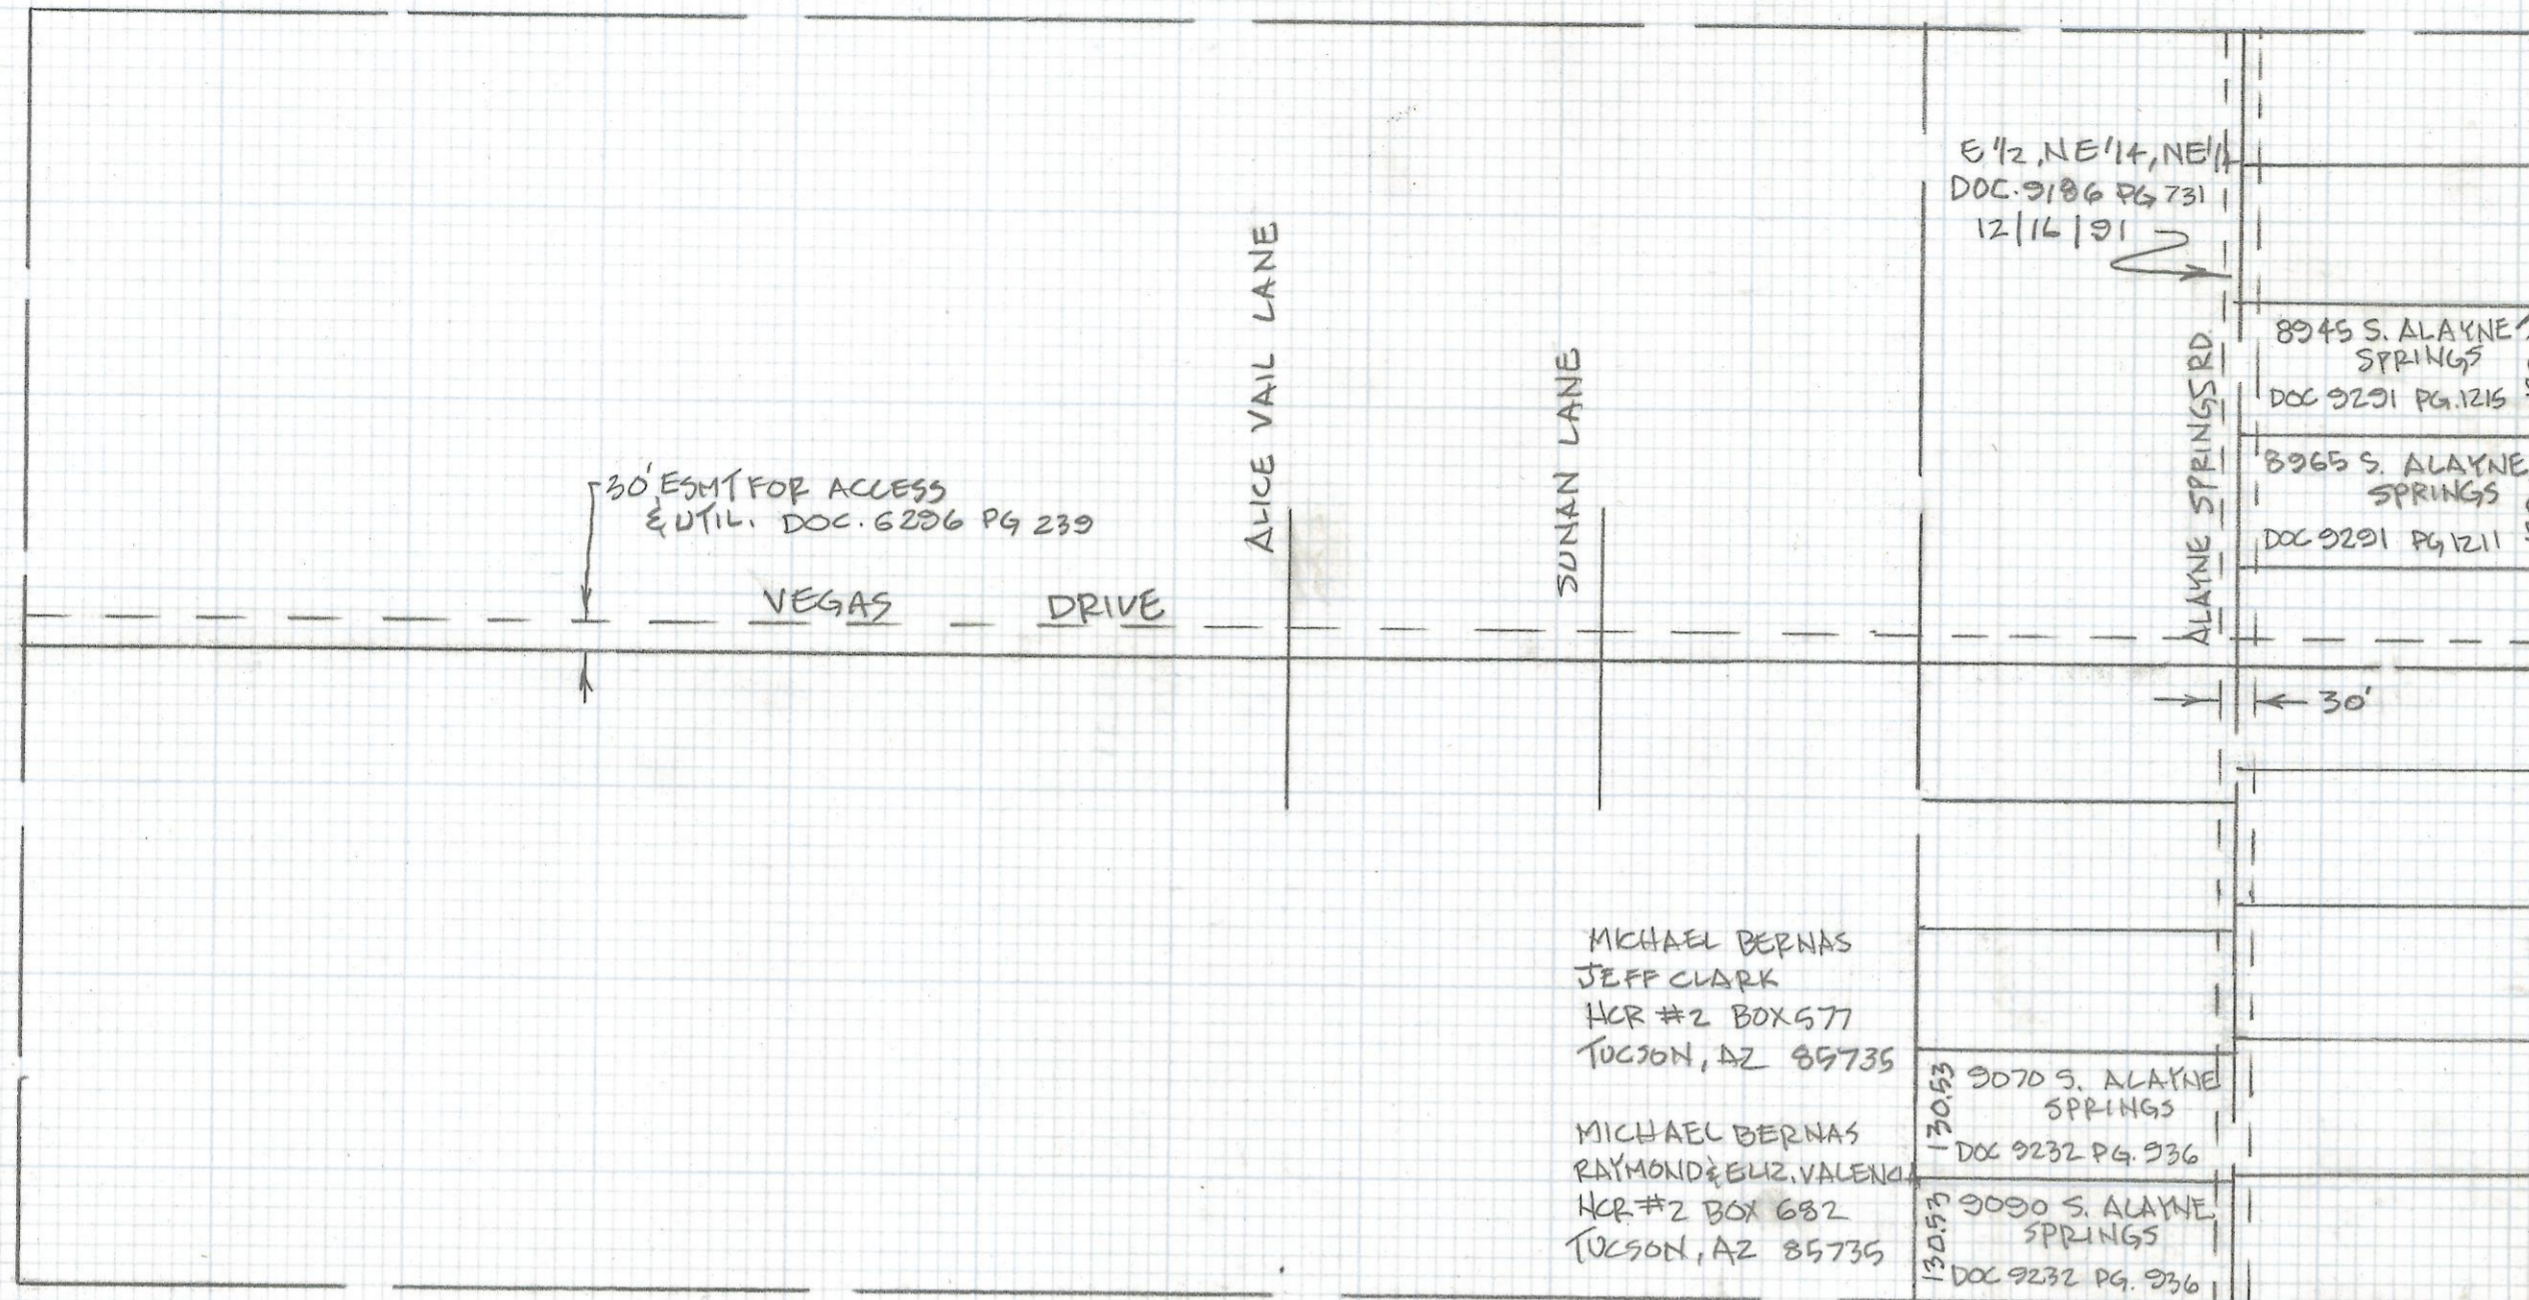 E 1/2, NE 1/4, NE 1/4
DOC. 9186 PG 731
12/16/91
ALAYNE SPRINGS RD.
8945 S. ALAYNE
SPRINGS
DOC 9291 PG. 1215
8965 S. ALAYNE
SPRINGS
DOC 9291 PG 1211
ALICE VAIL LANE
SUNAN LANE
30' ESMT FOR ACCESS
& UTIL. DOC. 6296 PG 239
VEGAS DRIVE
30'
MICHAEL BERNAS
JEFF CLARK
HCR #2 BOX 577
TUCSON, AZ 85735
130.53
9070 S. ALAYNE
SPRINGS
DOC 9232 PG. 936
MICHAEL BERNAS
RAYMOND & ELIZ. VALENCIA
HCR #2 BOX 682
TUCSON, AZ 85735
130.53
9090 S. ALAYNE
SPRINGS
DOC 9232 PG. 936